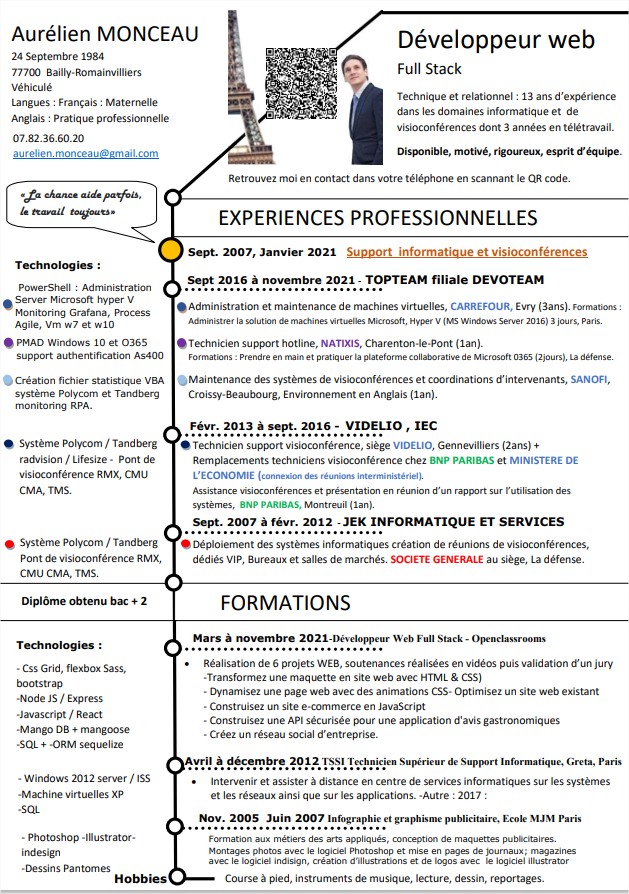 Aurélien MONCEAU
24 Septembre 1984
77700 Bailly-Romainvilliers
Véhiculé
Langues : Français : Maternelle
Anglais : Pratique professionnelle
07.82.36.60.20
aurelien.monceau@gmail.com
Développeur web
Full Stack
Technique et relationnel : 13 ans d'expérience
dans les domaines informatique et de
visioconférences dont 3 années en télétravail.
Disponible, motivé, rigoureux, esprit d'équipe.
Retrouvez moi en contact dans votre téléphone en scannant le QR code.
« La chance aide parfois,
le travail toujours»
EXPERIENCES PROFESSIONNELLES
Sept. 2007, Janvier 2021 Support informatique et visioconférences
Technologies :
PowerShell : Administration
Server Microsoft hyper V
Monitoring Grafana, Process
Agile, Vm w7 et w10
PMAD Windows 10 et O365
support authentification As400
Création fichier statistique VBA
système Polycom et Tandberg
monitoring RPA.
Sept 2016 à novembre 2021 - TOPTEAM filiale DEVOTEAM
Administration et maintenance de machines virtuelles, CARREFOUR, Evry (3ans). Formations :
Administrer la solution de machines virtuelles Microsoft, Hyper V (MS Windows Server 2016) 3 jours, Paris.
Technicien support hotline, NATIXIS, Charenton-le-Pont (1an).
Formations : Prendre en main et pratiquer la plateforme collaborative de Microsoft 0365 (2jours), La défense.
Maintenance des systèmes de visioconférences et coordinations d'intervenants, SANOFI,
Croissy-Beaubourg, Environnement en Anglais (1an).
Févr. 2013 à sept. 2016 - VIDELIO , IEC
Système Polycom / Tandberg
radvision / Lifesize - Pont de
visioconférence RMX, CMU
CMA, TMS.
Technicien support visioconférence, siège VIDELIO, Gennevilliers (2ans) +
Remplacements techniciens visioconférence chez BNP PARIBAS et MINISTERE DE
L'ECONOMIE (connexion des réunions interministériel).
Assistance visioconférences et présentation en réunion d'un rapport sur l'utilisation des
systèmes, BNP PARIBAS, Montreuil (1an).
Sept. 2007 à févr. 2012 -JEK INFORMATIQUE ET SERVICES
Système Polycom / Tandberg
Pont de visioconférence RMX,
CMU CMA, TMS.
Déploiement des systèmes informatiques création de réunions de visioconférences,
dédiés VIP, Bureaux et salles de marchés. SOCIETE GENERALE au siège, La défense.
Diplôme obtenu bac + 2
FORMATIONS
Technologies :
- Css Grid, flexbox Sass,
bootstrap
-Node JS / Express
-Javascript / React
-Mango DB + mangoose
-SQL + -ORM sequelize
Mars à novembre 2021-Développeur Web Full Stack - Openclassrooms
• Réalisation de 6 projets WEB, soutenances réalisées en vidéos puis validation d'un jury
-Transformez une maquette en site web avec HTML & CSS)
- Dynamisez une page web avec des animations CSS- Optimisez un site web existant
- Construisez un site e-commerce en JavaScript
- Construisez une API sécurisée pour une application d'avis gastronomiques
- Créez un réseau social d'entreprise.
Avril à décembre 2012 TSSI Technicien Supérieur de Support Informatique, Greta, Paris
- Windows 2012 server / ISS
-Machine virtuelles XP
-SQL
• Intervenir et assister à distance en centre de services informatiques sur les systèmes
et les réseaux ainsi que sur les applications. -Autre : 2017 :
Nov. 2005 Juin 2007 Infographie et graphisme publicitaire, Ecole MJM Paris
- Photoshop -Illustrator-
indesign
-Dessins Pantomes
Formation aux métiers des arts appliqués, conception de maquettes publicitaires.
Montages photos avec le logiciel Photoshop et mise en pages de journaux; magazines
avec le logiciel indisign, création d'illustrations et de logos avec le logiciel illustrator
Hobbies Course à pied, instruments de musique, lecture, dessin, reportages.